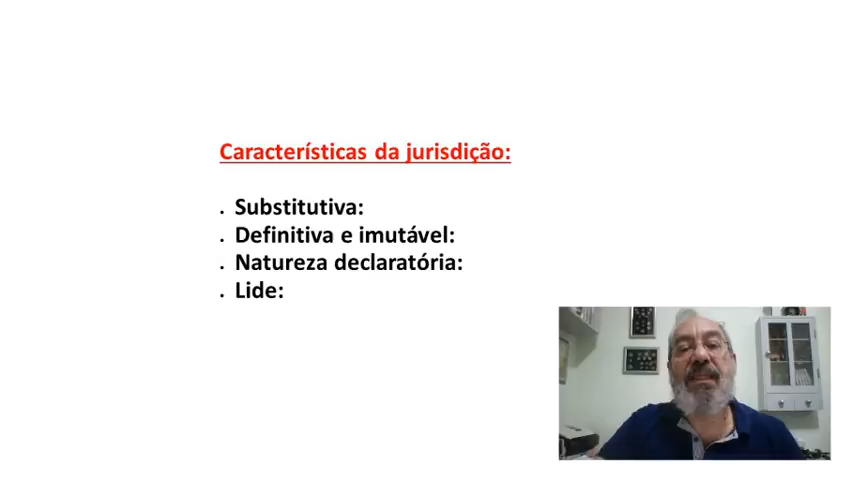 Características da jurisdição:
. Substitutiva:
. Definitiva e imutável:
. Natureza declaratória:
. Lide: